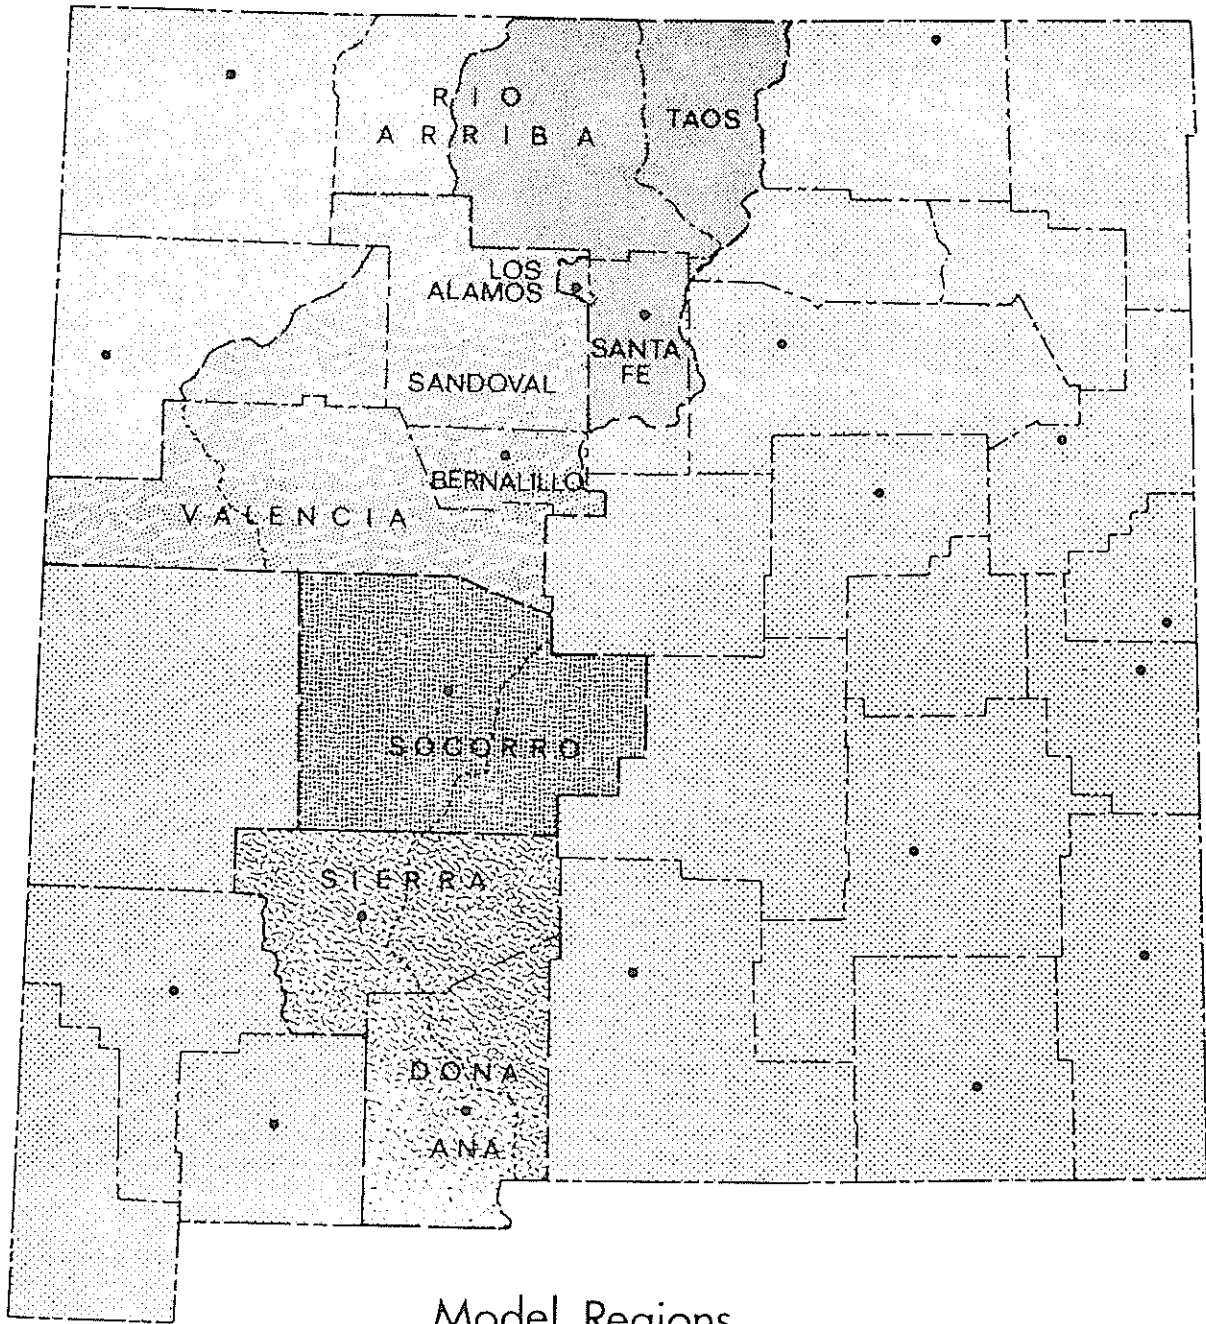 RIO
ARRIBA
TAOS
LOS
ALAMOS
SANTA
FE
SANDOVAL
BERNALILLO
VALENCIA
SOCORRO
SIERRA
DONA
ANA
Model Regions